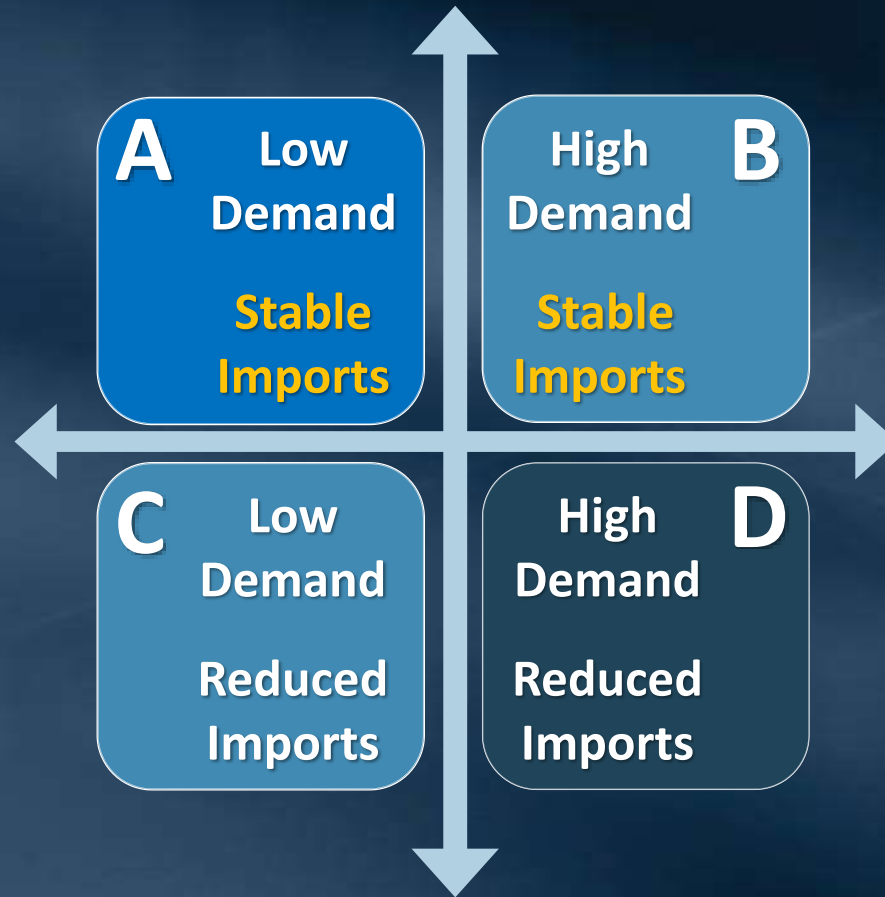 A
Low
Demand
Stable
Imports
B
High
Demand
Stable
Imports
C
Low
Demand
Reduced
Imports
D
High
Demand
Reduced
Imports